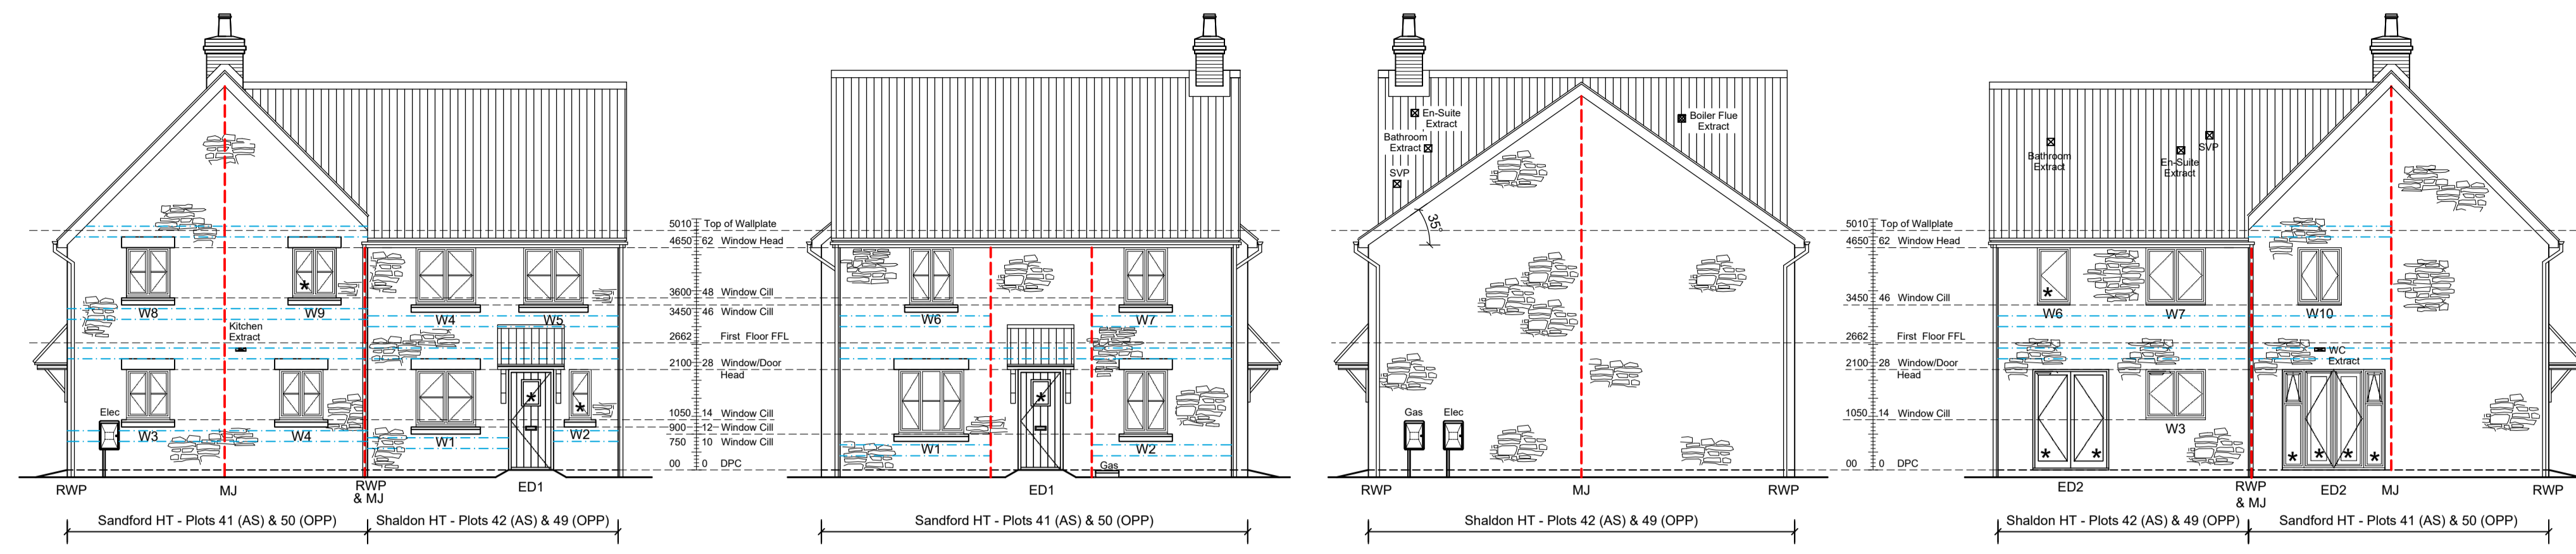 Elec
W8
W9
Kitchen
Extract
W3
W4
W4
W5
W1
W2
RWP
MJ
RWP
& MJ
ED1
Sandford HT - Plots 41 (AS) & 50 (OPP)
Shaldon HT - Plots 42 (AS) & 49 (OPP)
5010 Top of Wallplate
4650 62 Window Head
3600 48 Window Cill
3450 46 Window Cill
2662 First Floor FFL
2100 28 Window/Door
Head
1050 14 Window Cill
900 12 Window Cill
750 10 Window Cill
00 0 DPC
W6
W7
W1
W2
Gas
ED1
Sandford HT - Plots 41 (AS) & 50 (OPP)
En-Suite
Extract
Bathroom
Extract
SVP
Boiler Flue
Extract
35°
Gas
Elec
RWP
MJ
RWP
Shaldon HT - Plots 42 (AS) & 49 (OPP)
5010 Top of Wallplate
4650 62 Window Head
3450 46 Window Cill
2662 First Floor FFL
2100 28 Window/Door
Head
1050 14 Window Cill
00 0 DPC
Bathroom
Extract
En-Suite
Extract
SVP
W6
W7
W10
WC
Extract
W3
ED2
RWP
& MJ
ED2
MJ
RWP
Shaldon HT - Plots 42 (AS) & 49 (OPP)
Sandford HT - Plots 41 (AS) & 50 (OPP)